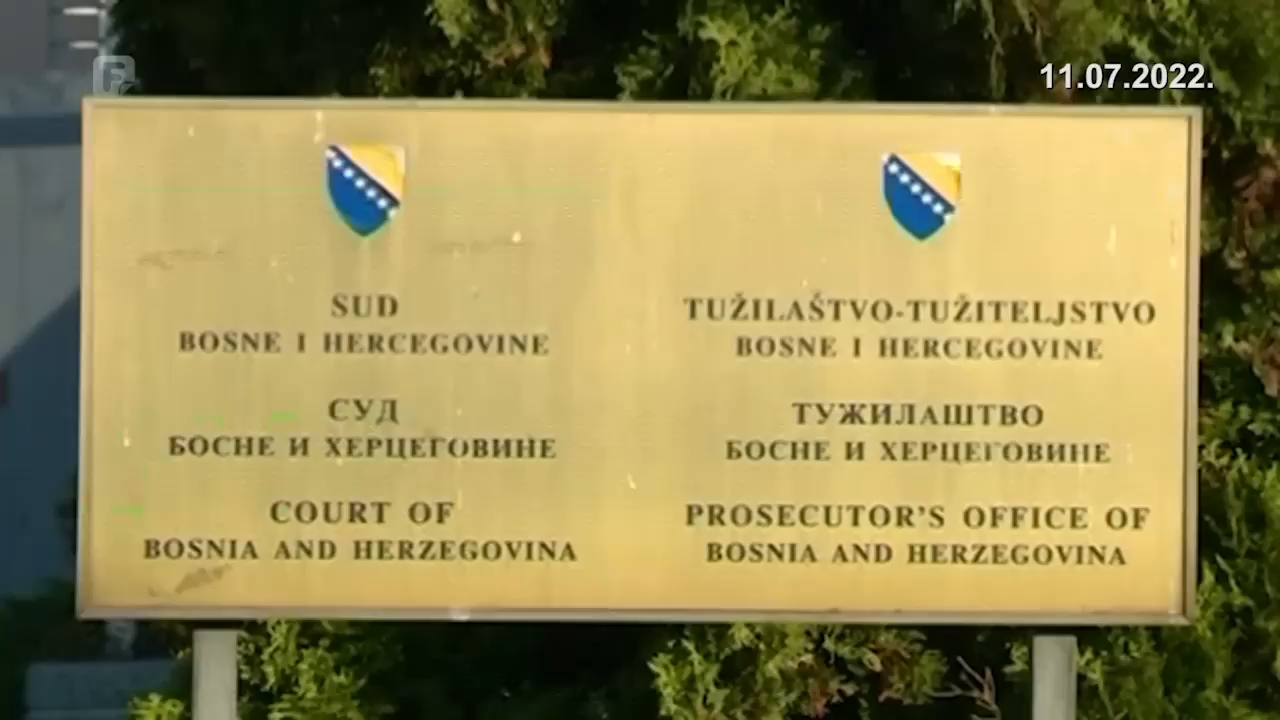 F
11.07.2022.
SUD
BOSNE I HERCEGOVINE
СУД
БОСНЕ И ХЕРЦЕГОВИНЕ
COURT OF
BOSNIA AND HERZEGOVINA
TUŽILAŠTVO-TUŽITELJSTVO
BOSNE I HERCEGOVINE
ТУЖИЛАШТВО
БОСНЕ И ХЕРЦЕГОВИНЕ
PROSECUTOR'S OFFICE OF
BOSNIA AND HERZEGOVINA